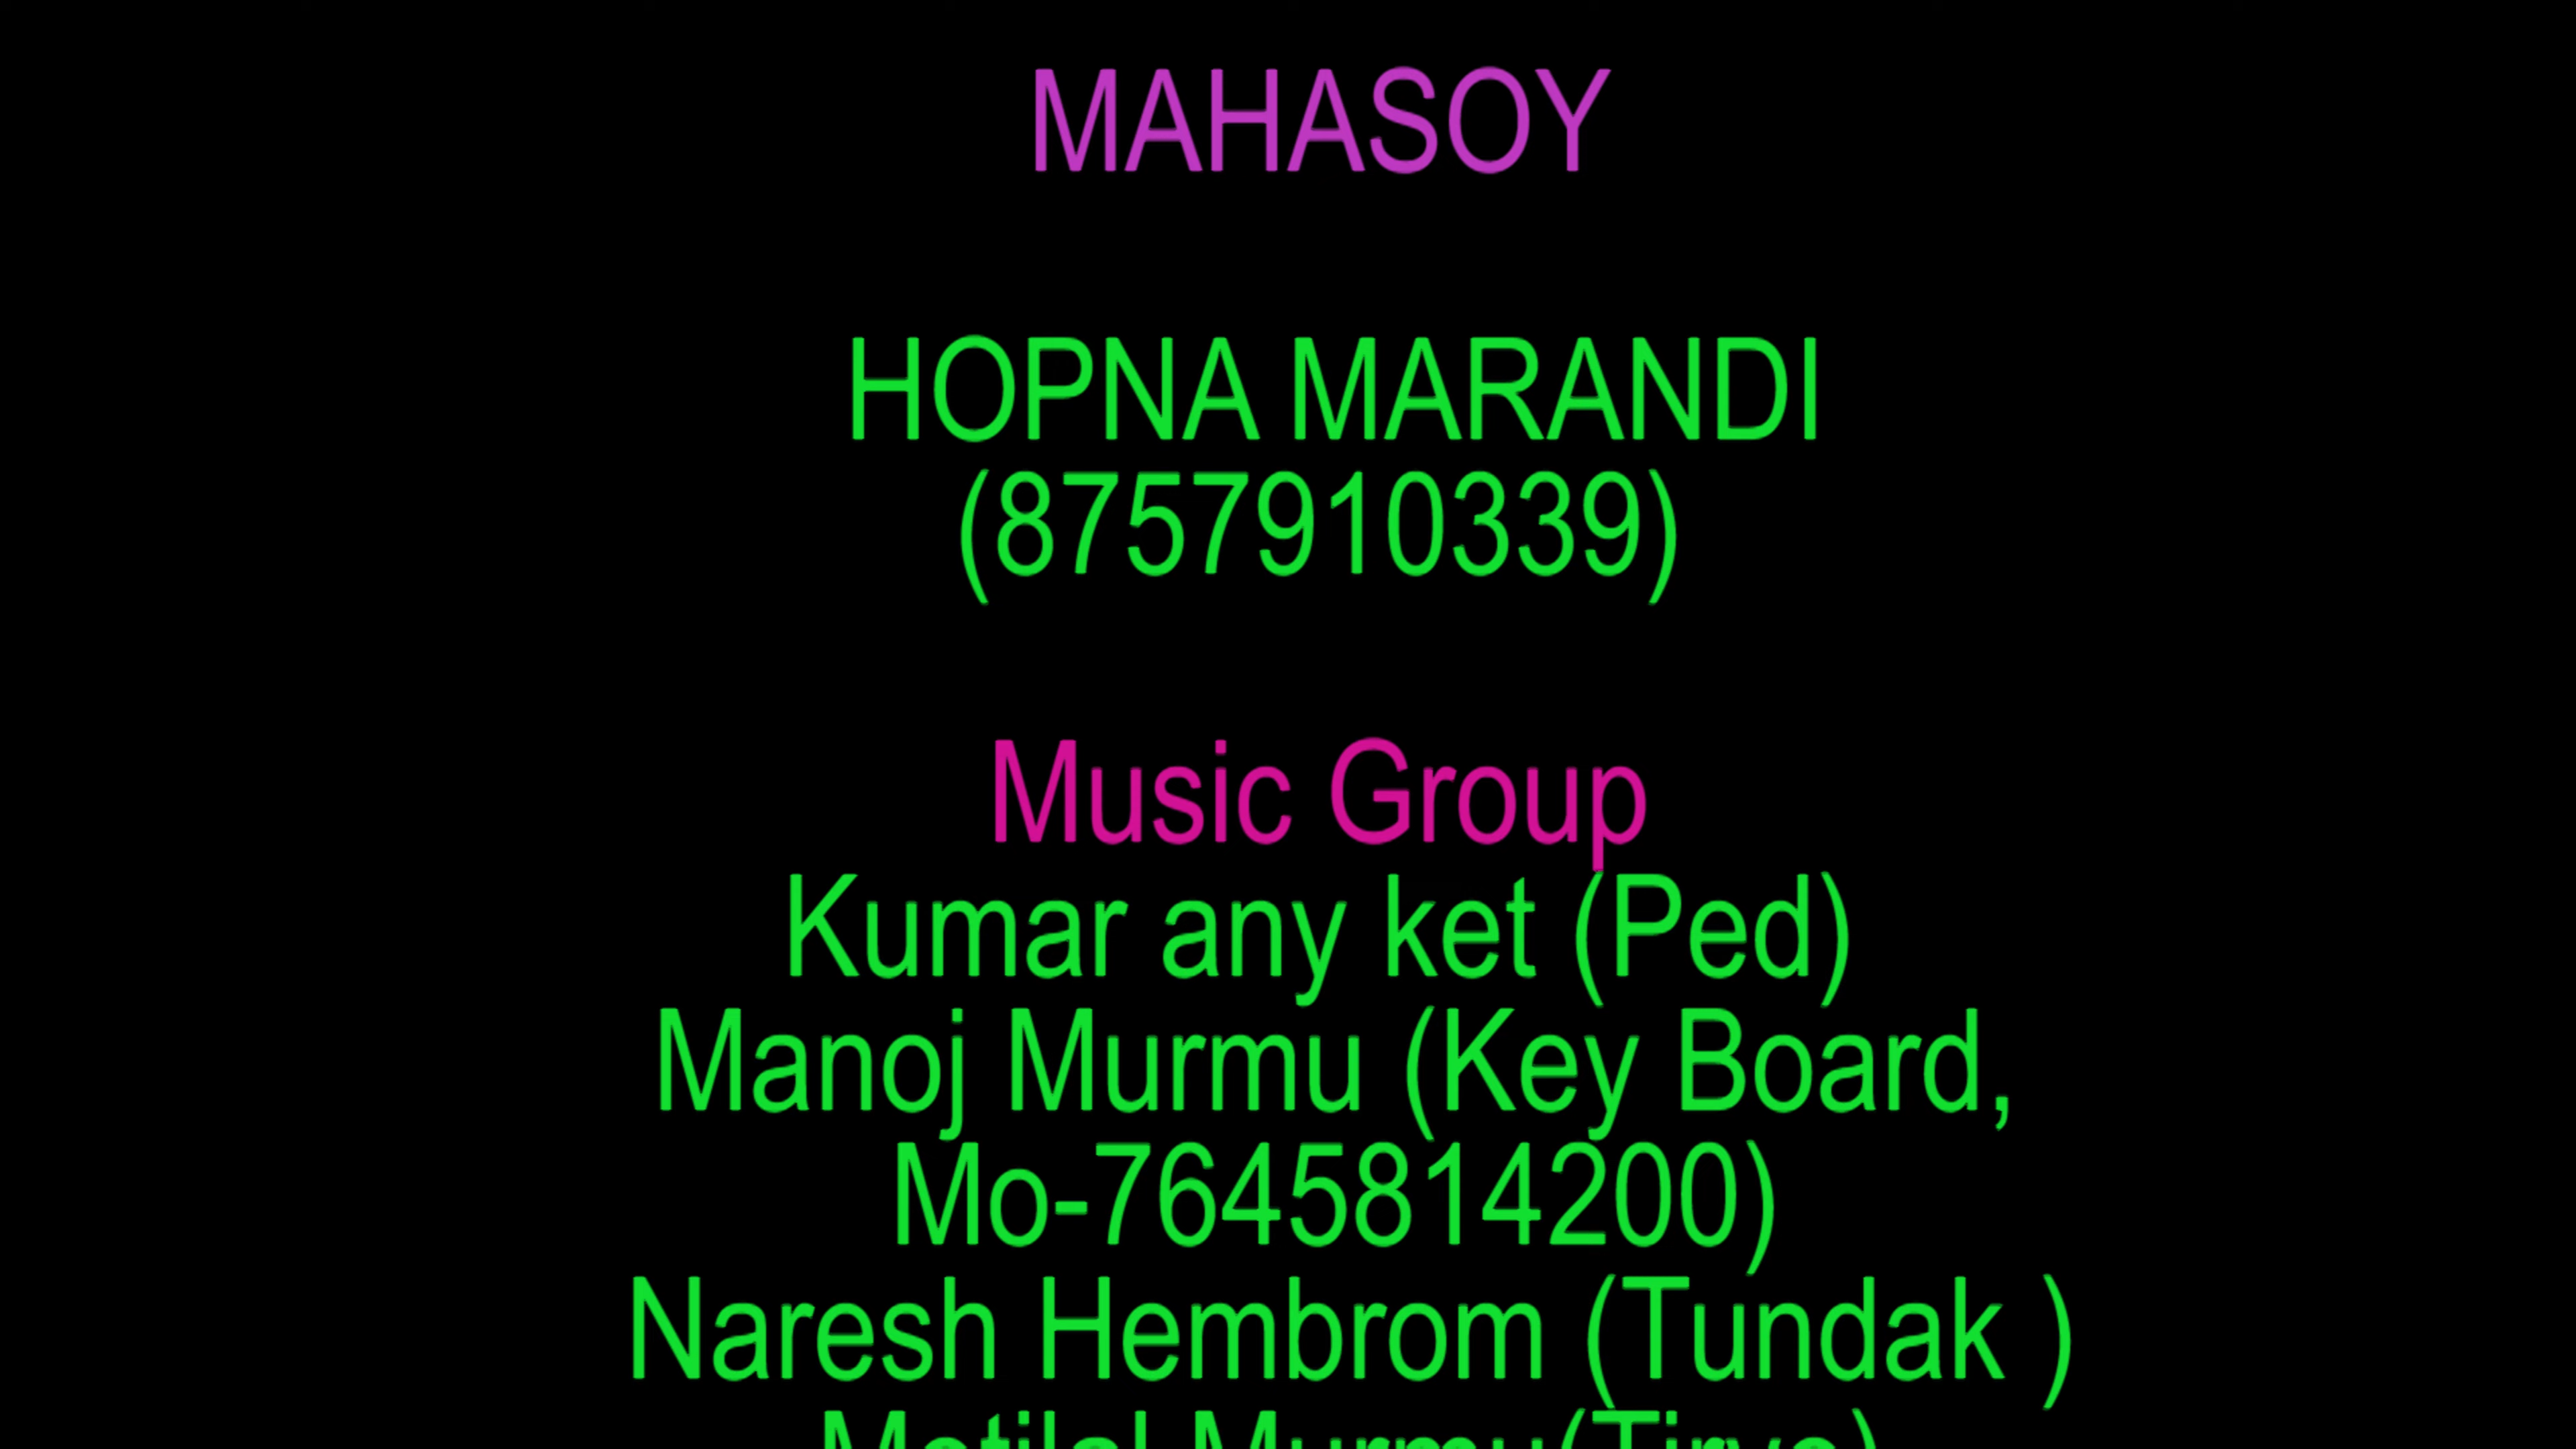 MAHASOY
HOPNA MARANDI
(8757910339)
Music Group
Kumar any ket (Ped)
Manoj Murmu (Key Board,
Mo-7645814200)
Naresh Hembrom (Tundak )
Murmu